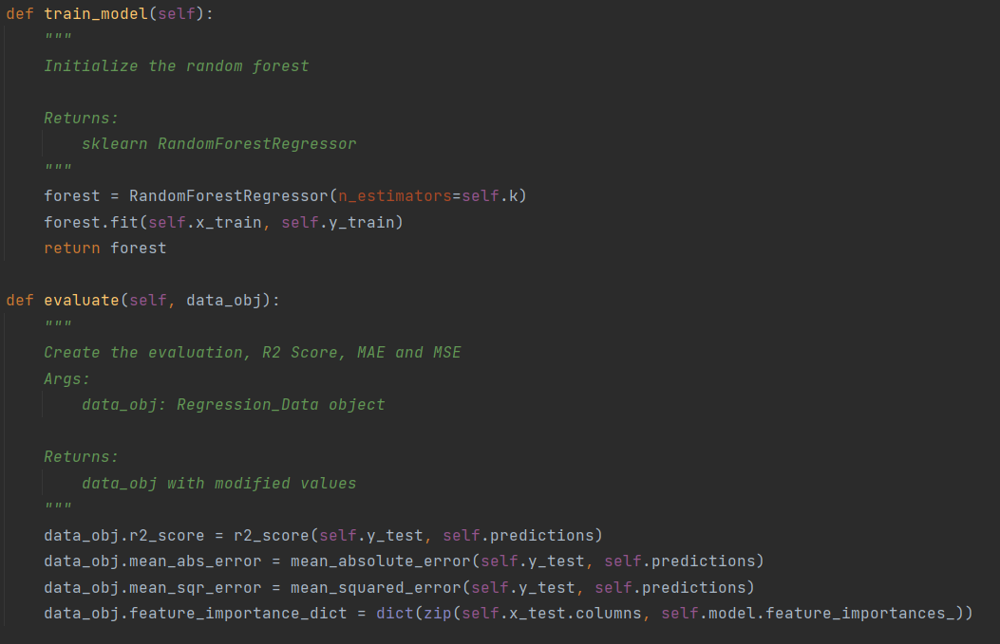 def train_model(self):
"""
Initialize the random forest
Returns:
sklearn RandomForestRegressor
"""
forest = RandomForestRegressor(n_estimators=self.k)
forest.fit(self.x_train, self.y_train)
return forest
def evaluate(self, data_obj):
"""
Create the evaluation, R2 Score, MAE and MSE
Args:
data_obj: Regression_Data object
Returns:
data_obj with modified values
"""
data_obj.r2_score = r2_score(self.y_test, self.predictions)
data_obj.mean_abs_error = mean_absolute_error(self.y_test, self.predictions)
data_obj.mean_sqr_error = mean_squared_error(self.y_test, self.predictions)
data_obj.feature_importance_dict = dict(zip(self.x_test.columns, self.model.feature_importances_))